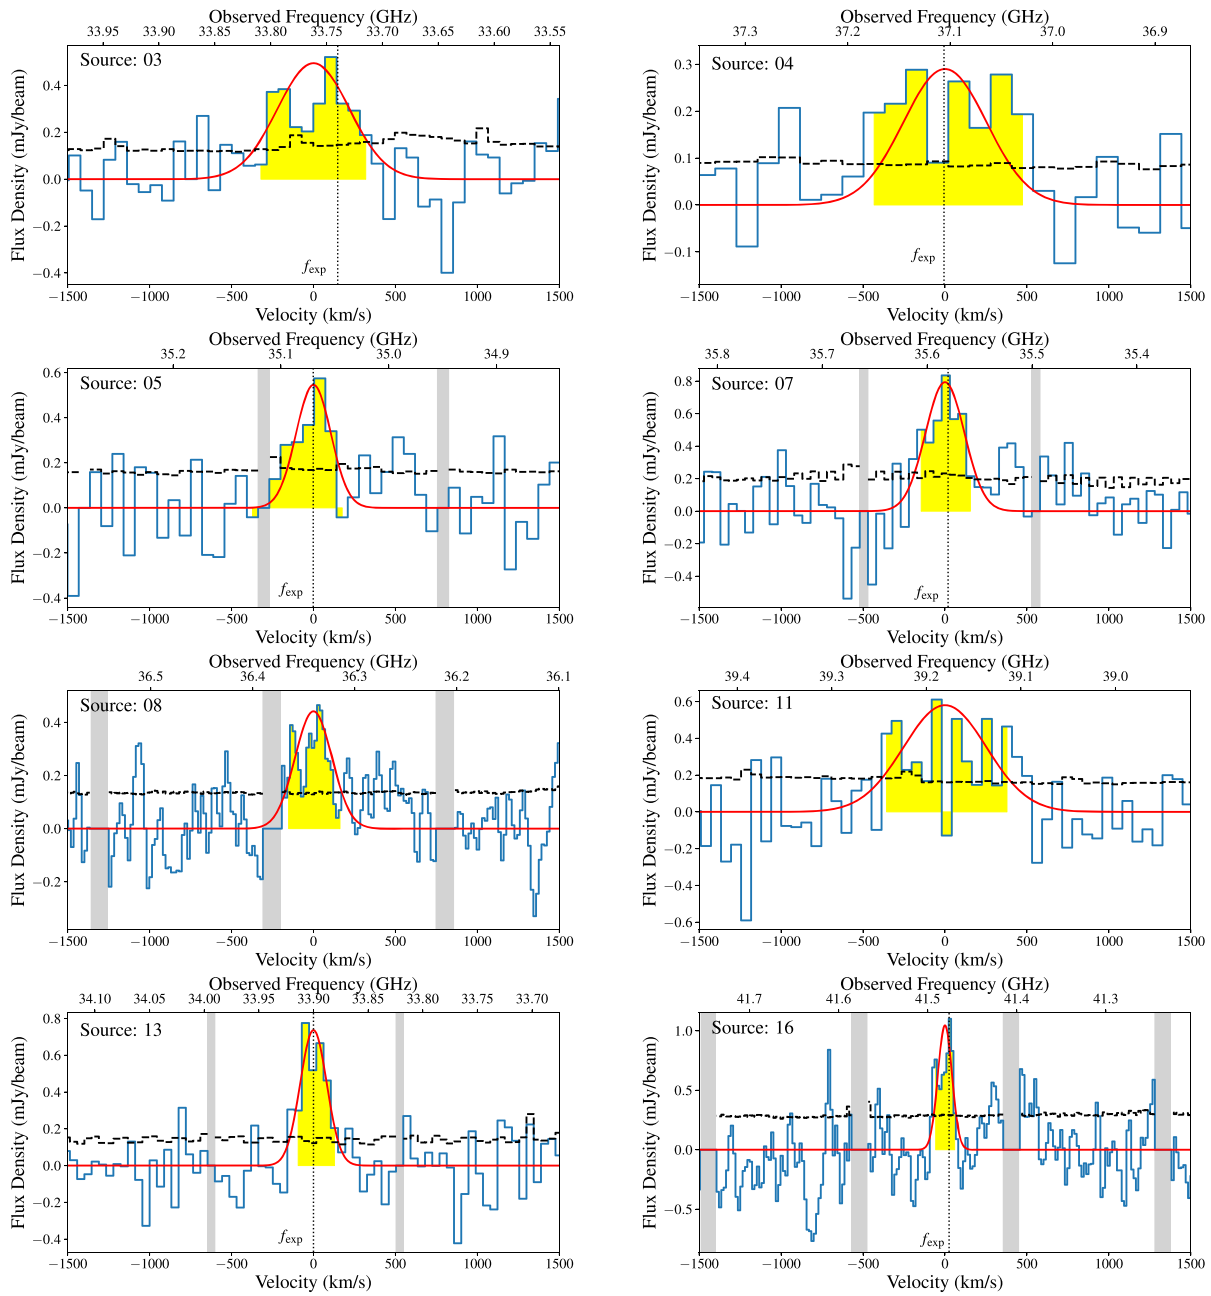 Observed Frequency (GHz)
33.95 33.90 33.85 33.80 33.75 33.70 33.65 33.60 33.55
Source: 03
Flux Density (mJy/beam)
0.4
0.2
0.0
−0.2
−0.4
fexp
−1500 −1000 −500 0 500 1000 1500
Velocity (km/s)
Observed Frequency (GHz)
37.3 37.2 37.1 37.0 36.9
Source: 04
Flux Density (mJy/beam)
0.3
0.2
0.1
0.0
−0.1
fexp
−1500 −1000 −500 0 500 1000 1500
Velocity (km/s)
Observed Frequency (GHz)
35.2 35.1 35.0 34.9
Source: 05
Flux Density (mJy/beam)
0.6
0.4
0.2
0.0
−0.2
−0.4
fexp
−1500 −1000 −500 0 500 1000 1500
Velocity (km/s)
Observed Frequency (GHz)
35.8 35.7 35.6 35.5 35.4
Source: 07
Flux Density (mJy/beam)
0.8
0.6
0.4
0.2
0.0
−0.2
−0.4
fexp
−1500 −1000 −500 0 500 1000 1500
Velocity (km/s)
Observed Frequency (GHz)
36.5 36.4 36.3 36.2 36.1
Source: 08
Flux Density (mJy/beam)
0.4
0.2
0.0
−0.2
−1500 −1000 −500 0 500 1000 1500
Velocity (km/s)
Observed Frequency (GHz)
39.4 39.3 39.2 39.1 39.0
Source: 11
Flux Density (mJy/beam)
0.6
0.4
0.2
0.0
−0.2
−0.4
−0.6
−1500 −1000 −500 0 500 1000 1500
Velocity (km/s)
Observed Frequency (GHz)
34.10 34.05 34.00 33.95 33.90 33.85 33.80 33.75 33.70
Source: 13
Flux Density (mJy/beam)
0.8
0.6
0.4
0.2
0.0
−0.2
−0.4
fexp
−1500 −1000 −500 0 500 1000 1500
Velocity (km/s)
Observed Frequency (GHz)
41.7 41.6 41.5 41.4 41.3
Source: 16
Flux Density (mJy/beam)
1.0
0.5
0.0
−0.5
fexp
−1500 −1000 −500 0 500 1000 1500
Velocity (km/s)